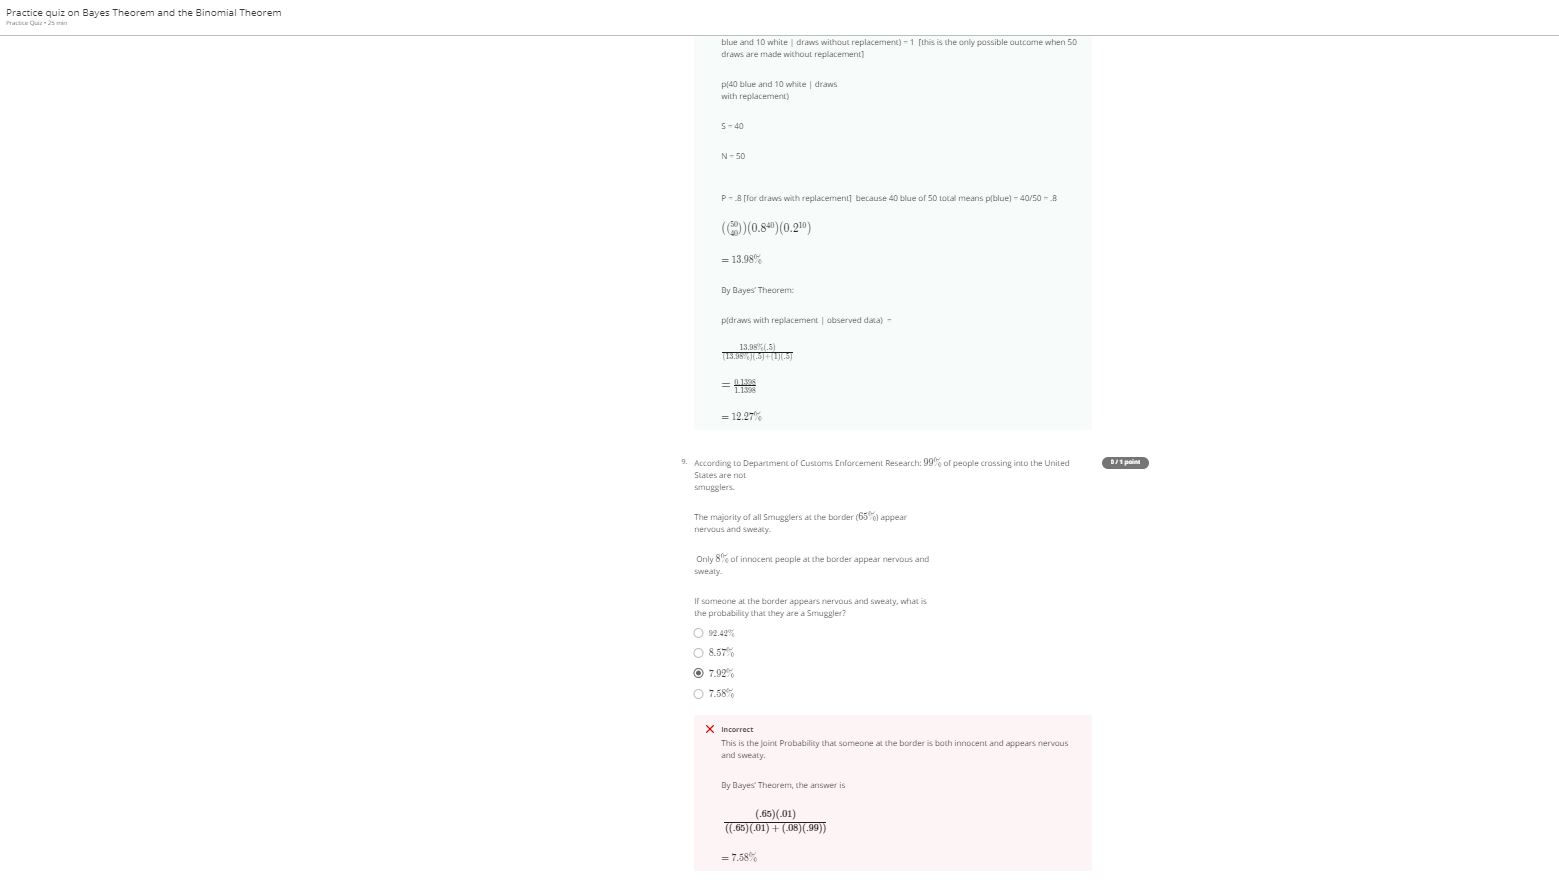 Practice quiz on Bayes Theorem and the Binomial Theorem
Practice Quiz • 25 min
blue and 10 white | draws without replacement) = 1 [this is the only possible outcome when 50
draws are made without replacement]
p(40 blue and 10 white | draws
with replacement)
S = 40
N = 50
P = .8 [for draws with replacement] because 40 blue of 50 total means p(blue) = 40/50 = .8
((50 40))(0.8^40)(0.2^10)
= 13.98%
By Bayes' Theorem:
p(draws with replacement | observed data) =
13.98%(.5)
(13.98%)(.5)+(1)(.5)
= 0.1398
1.1398
= 12.27%
9. According to Department of Customs Enforcement Research: 99% of people crossing into the United
0 / 1 point
States are not
smugglers.
The majority of all Smugglers at the border (65%) appear
nervous and sweaty.
Only 8% of innocent people at the border appear nervous and
sweaty.
If someone at the border appears nervous and sweaty, what is
the probability that they are a Smuggler?
92.42%
8.57%
7.92%
7.58%
Incorrect
This is the Joint Probability that someone at the border is both innocent and appears nervous
and sweaty.
By Bayes' Theorem, the answer is
(.65)(.01)
((.65)(.01) + (.08)(.99))
= 7.58%